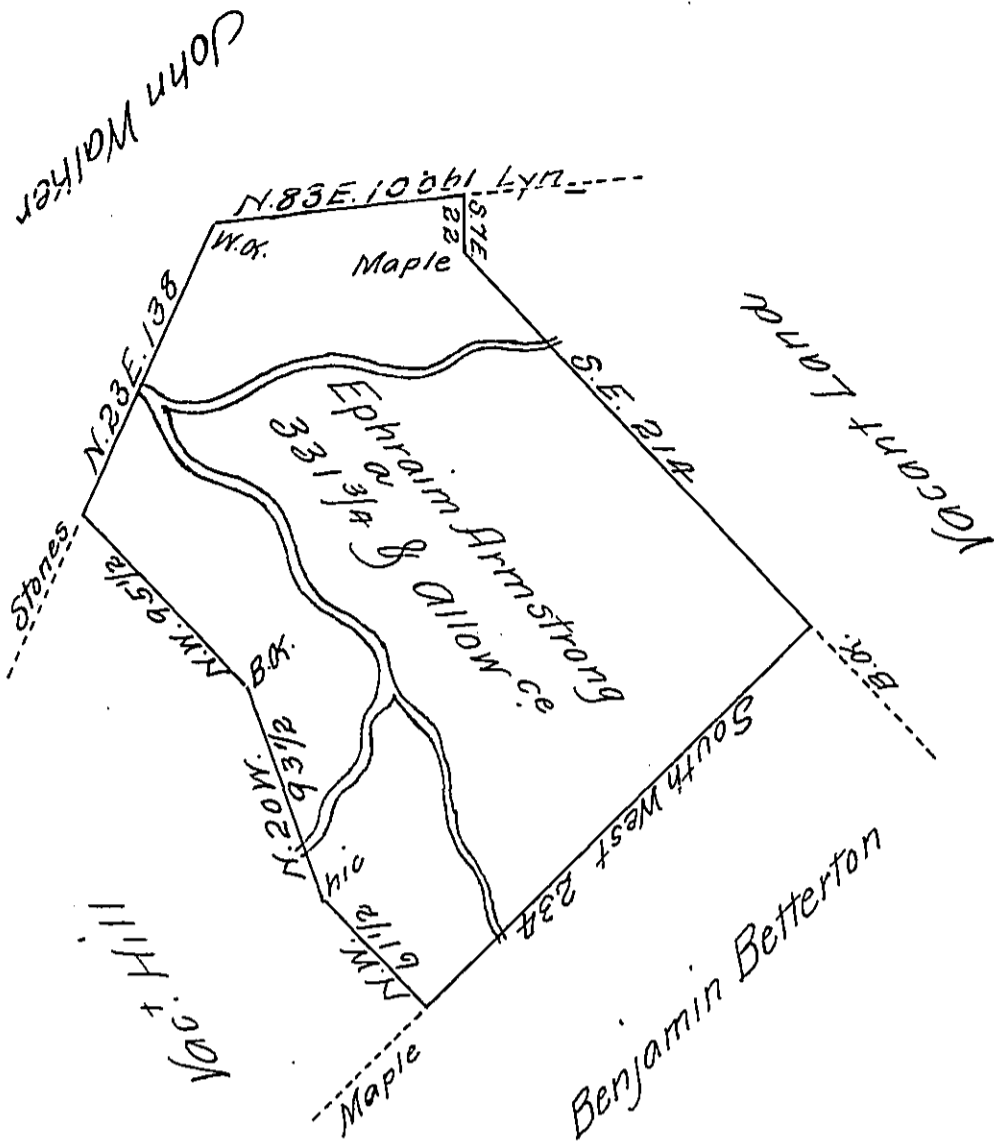 John Walker
N.83E. 100.61 Lyn
S7E
22
W.o.
Maple
N.23E. 138
Vacant Land
S.E. 214
Ephraim Armstrong
a
331 3/4 & Allow ce
Stones
N.W. 95 1/2
B.o.
B.o.
N.20W.
93 1/2
South West 234
hic
N.W.
61 1/2
Vac.t Hill
Maple
Benjamin Betterton